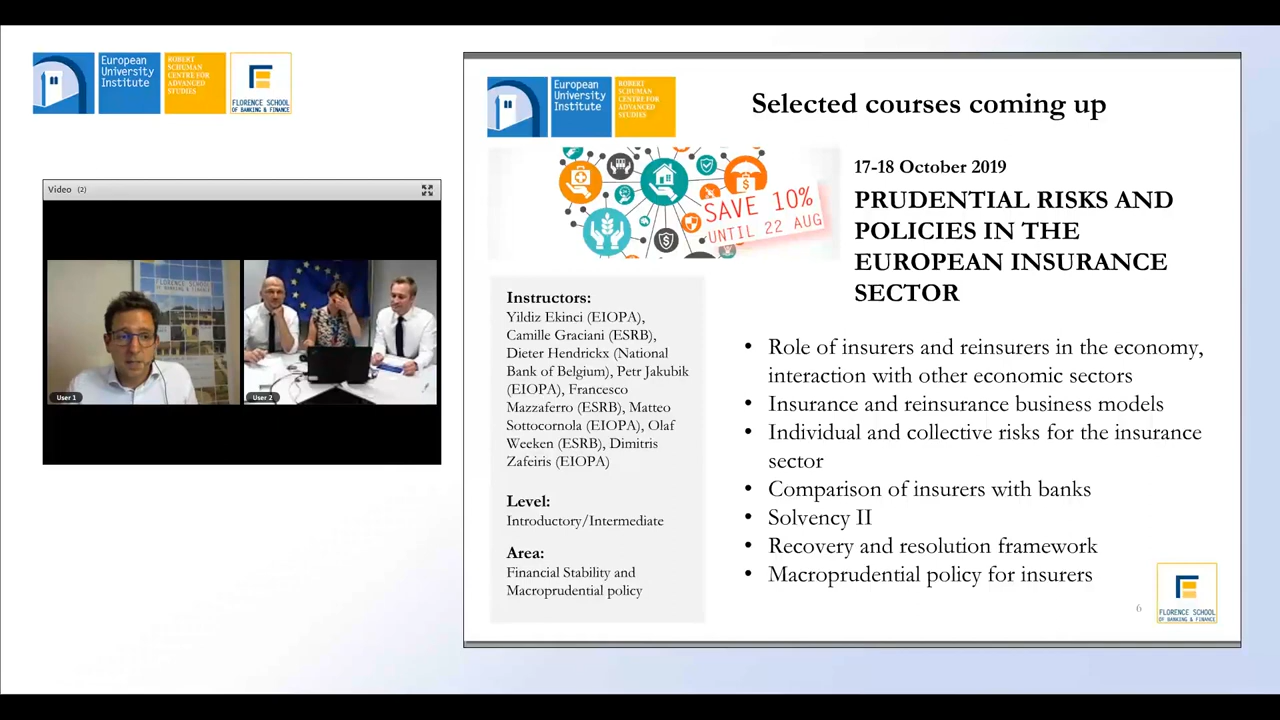 European
University
Institute
ROBERT
SCHUMAN
CENTRE FOR
ADVANCED
STUDIES
FLORENCE SCHOOL
OF BANKING & FINANCE
Video (2)
FLORENCE SCHOOL
OF BANKING & FINANCE
User 1
User 2
European
University
Institute
ROBERT
SCHUMAN
CENTRE FOR
ADVANCED
STUDIES
Selected courses coming up
SAVE 10%
UNTIL 22 AUG
17-18 October 2019
PRUDENTIAL RISKS AND
POLICIES IN THE
EUROPEAN INSURANCE
SECTOR
Instructors:
Yildiz Ekinci (EIOPA),
Camille Graciani (ESRB),
Dieter Hendrickx (National
Bank of Belgium), Petr Jakubik
(EIOPA), Francesco
Mazzaferro (ESRB), Matteo
Sottocornola (EIOPA), Olaf
Weeken (ESRB), Dimitris
Zafeiris (EIOPA)
Level:
Introductory/Intermediate
Area:
Financial Stability and
Macroprudential policy
• Role of insurers and reinsurers in the economy,
interaction with other economic sectors
• Insurance and reinsurance business models
• Individual and collective risks for the insurance
sector
• Comparison of insurers with banks
• Solvency II
• Recovery and resolution framework
• Macroprudential policy for insurers
6
FLORENCE SCHOOL
OF BANKING & FINANCE